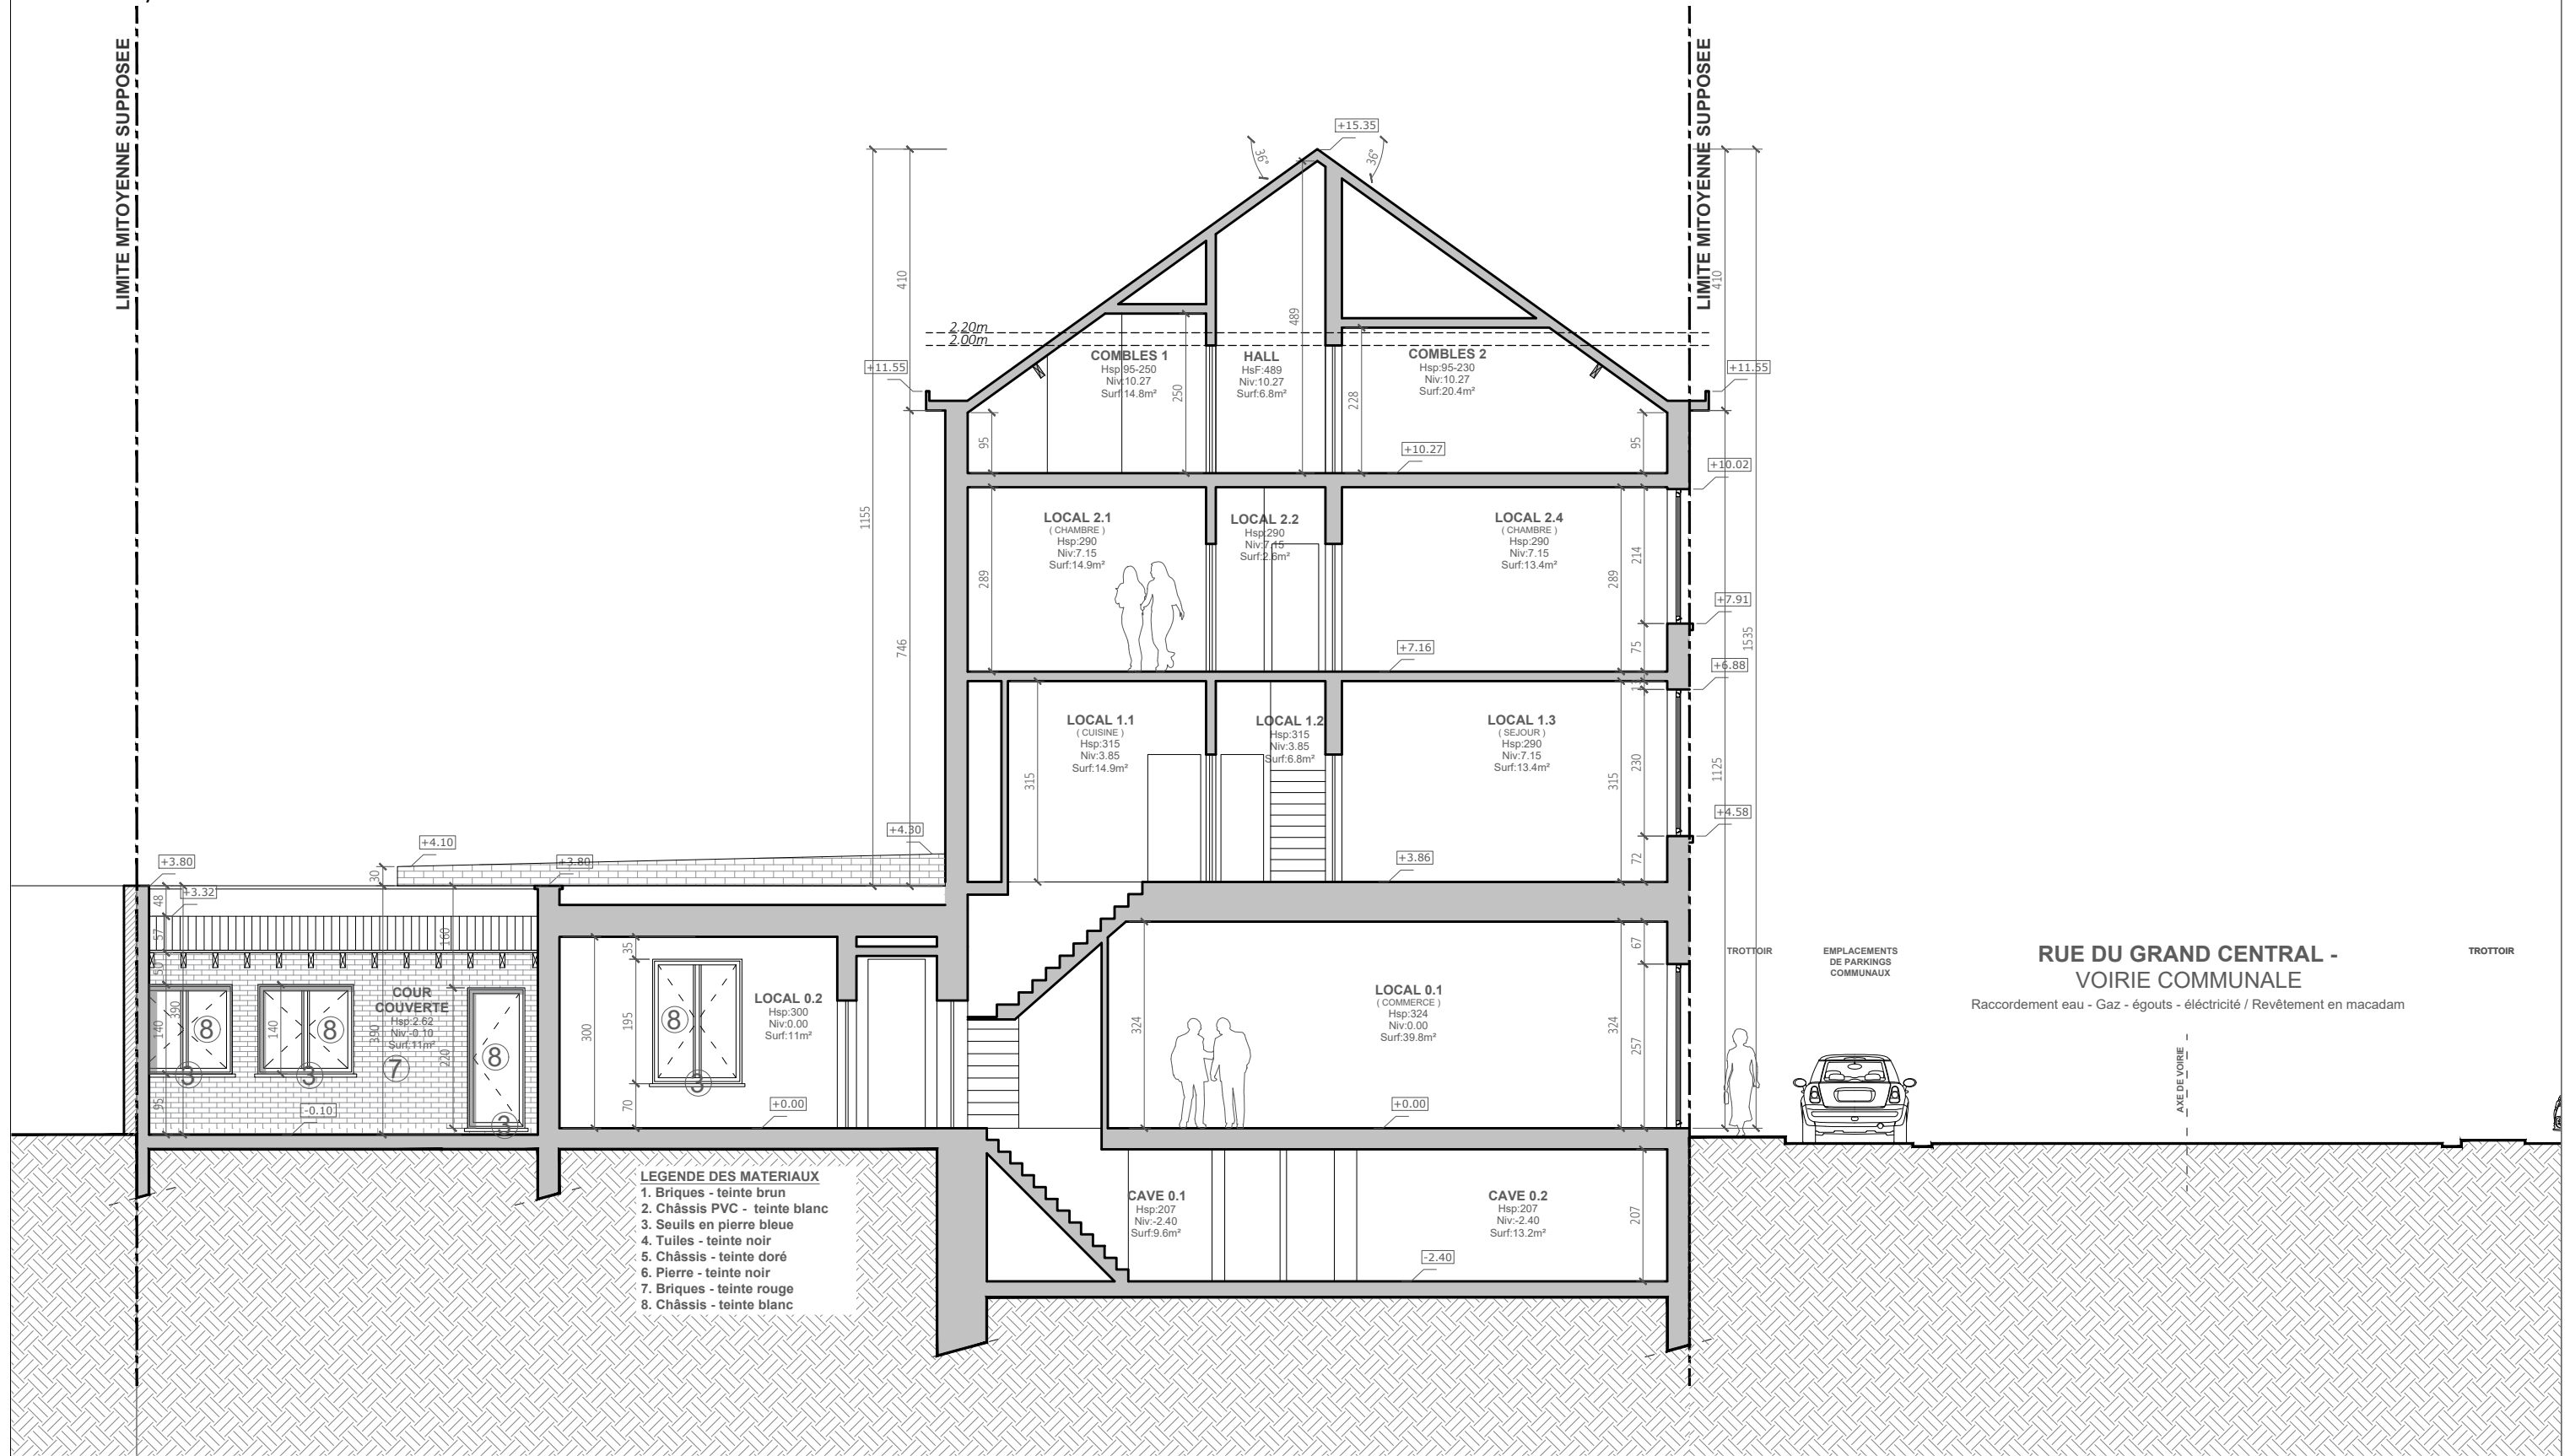 LIMITE MITOYENNE SUPPOSEE
LIMITE MITOYENNE SUPPOSEE
+15.35
36°
36°
410
410
489
2.20m
2.00m
COMBLES 1
Hsp:95-250
Niv:10.27
Surf:14.8m²
HALL
HsF:489
Niv:10.27
Surf:6.8m²
COMBLES 2
Hsp:95-230
Niv:10.27
Surf:20.4m²
250
228
+11.55
+11.55
95
95
+10.27
+10.02
1155
746
LOCAL 2.1
( CHAMBRE )
Hsp:290
Niv:7.15
Surf:14.9m²
LOCAL 2.2
Hsp:290
Niv:7.15
Surf:2.6m²
LOCAL 2.4
( CHAMBRE )
Hsp:290
Niv:7.15
Surf:13.4m²
289
289
214
75
+7.91
1535
+7.16
+6.88
LOCAL 1.1
( CUISINE )
Hsp:315
Niv:3.85
Surf:14.9m²
LOCAL 1.2
Hsp:315
Niv:3.85
Surf:6.8m²
LOCAL 1.3
( SEJOUR )
Hsp:290
Niv:7.15
Surf:13.4m²
315
315
230
1125
+4.58
72
+3.86
+4.30
+4.10
+3.80
+3.80
+3.32
30
48
57
50
160
390
390
140
140
220
95
COUR
COUVERTE
Hsp:2.62
Niv:-0.10
Surf:11m²
8
8
8
7
3
3
3
-0.10
300
35
195
70
8
3
LOCAL 0.2
Hsp:300
Niv:0.00
Surf:11m²
+0.00
324
LOCAL 0.1
( COMMERCE )
Hsp:324
Niv:0.00
Surf:39.8m²
+0.00
324
67
257
TROTTOIR
EMPLACEMENTS
DE PARKINGS
COMMUNAUX
RUE DU GRAND CENTRAL -
VOIRIE COMMUNALE
Raccordement eau - Gaz - égouts - éléctricité / Revêtement en macadam
TROTTOIR
AXE DE VOIRIE
LEGENDE DES MATERIAUX
1. Briques - teinte brun
2. Châssis PVC - teinte blanc
3. Seuils en pierre bleue
4. Tuiles - teinte noir
5. Châssis - teinte doré
6. Pierre - teinte noir
7. Briques - teinte rouge
8. Châssis - teinte blanc
CAVE 0.1
Hsp:207
Niv:-2.40
Surf:9.6m²
CAVE 0.2
Hsp:207
Niv:-2.40
Surf:13.2m²
207
-2.40